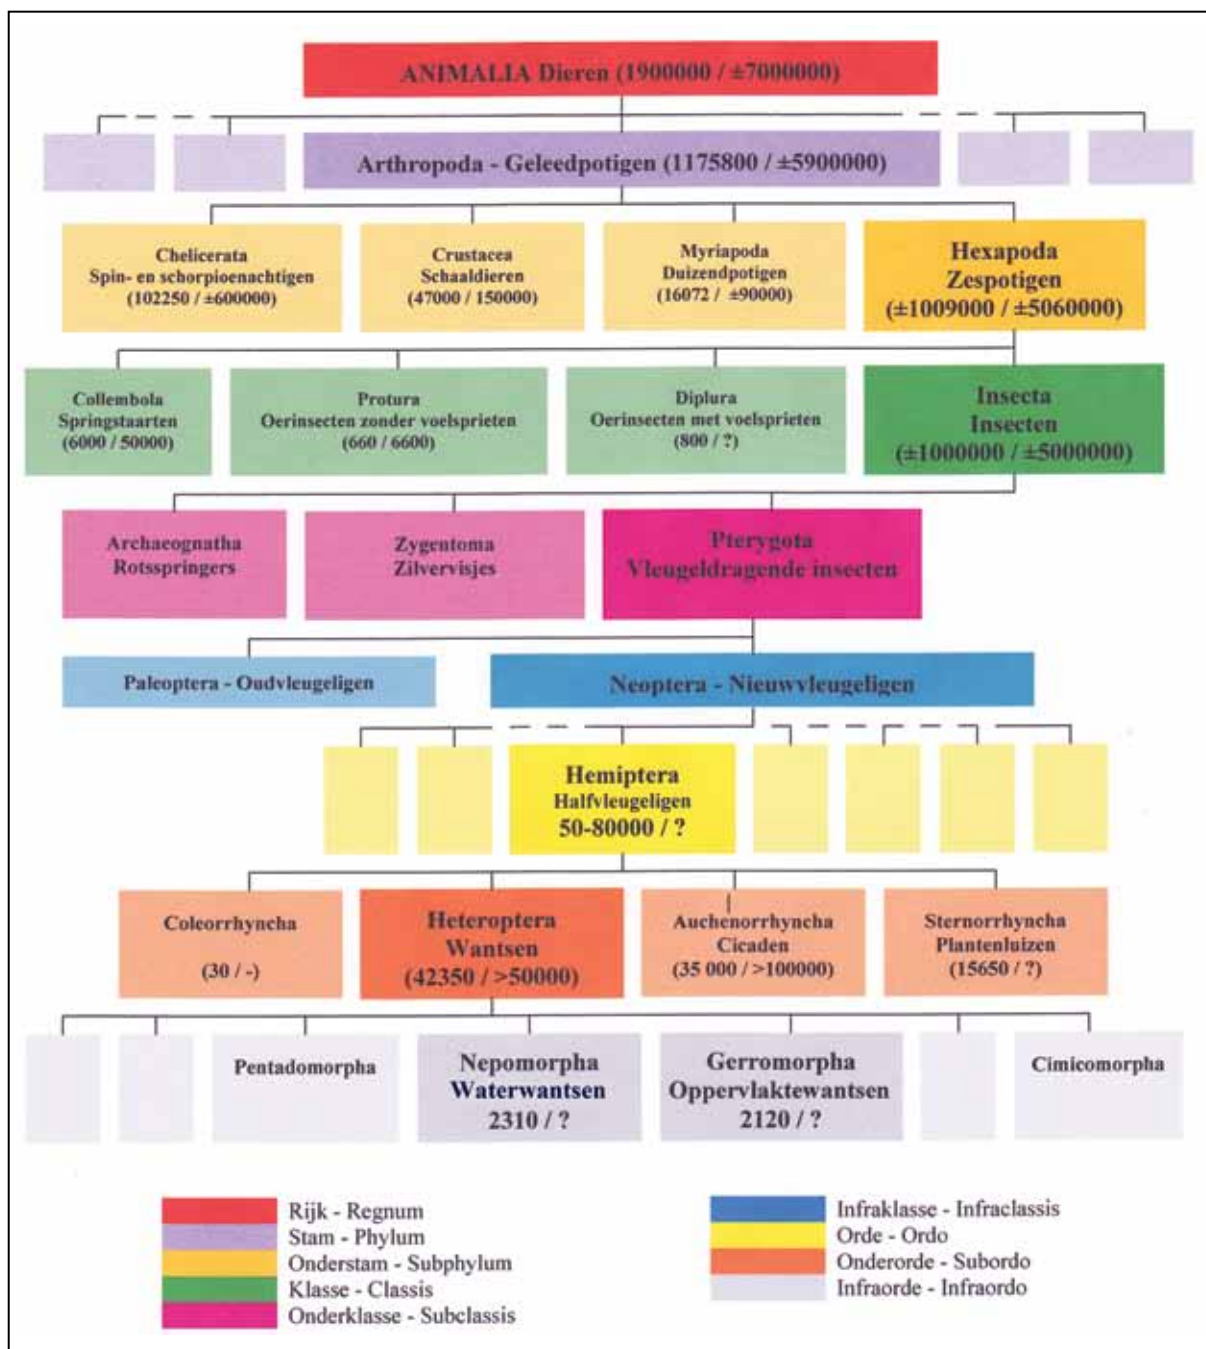 ANIMALIA Dieren (1900000 / ±7000000)
Arthropoda - Geleedpotigen (1175800 / ±5900000)
Chelicerata
Spin- en schorpioenachtigen
(102250 / ±600000)
Crustacea
Schaaldieren
(47000 / 150000)
Myriapoda
Duizendpotigen
(16072 / ±90000)
Hexapoda
Zespotigen
(±1009000 / ±5060000)
Collembola
Springstaarten
(6000 / 50000)
Protura
Oerinsecten zonder voelsprieten
(660 / 6600)
Diplura
Oerinsecten met voelsprieten
(800 / ?)
Insecta
Insecten
(±1000000 / ±5000000)
Archaeognatha
Rotsspringers
Zygentoma
Zilvervisjes
Pterygota
Vleugeldragende insecten
Paleoptera - Oudvleugeligen
Neoptera - Nieuwvleugeligen
Hemiptera
Halfvleugeligen
50-80000 / ?
Coleorrhyncha
(30 / -)
Heteroptera
Wantsen
(42350 / >50000)
Auchenorrhyncha
Cicaden
(35 000 / >100000)
Sternorrhyncha
Plantenluizen
(15650 / ?)
Pentadomorpha
Nepomorpha
Waterwantsen
2310 / ?
Gerromorpha
Oppervlaktewantsen
2120 / ?
Cimicomorpha
Rijk - Regnum
Stam - Phylum
Onderstam - Subphylum
Klasse - Classis
Onderklasse - Subclassis
Infraklasse - Infraclassis
Orde - Ordo
Onderorde - Subordo
Infraorde - Infraordo